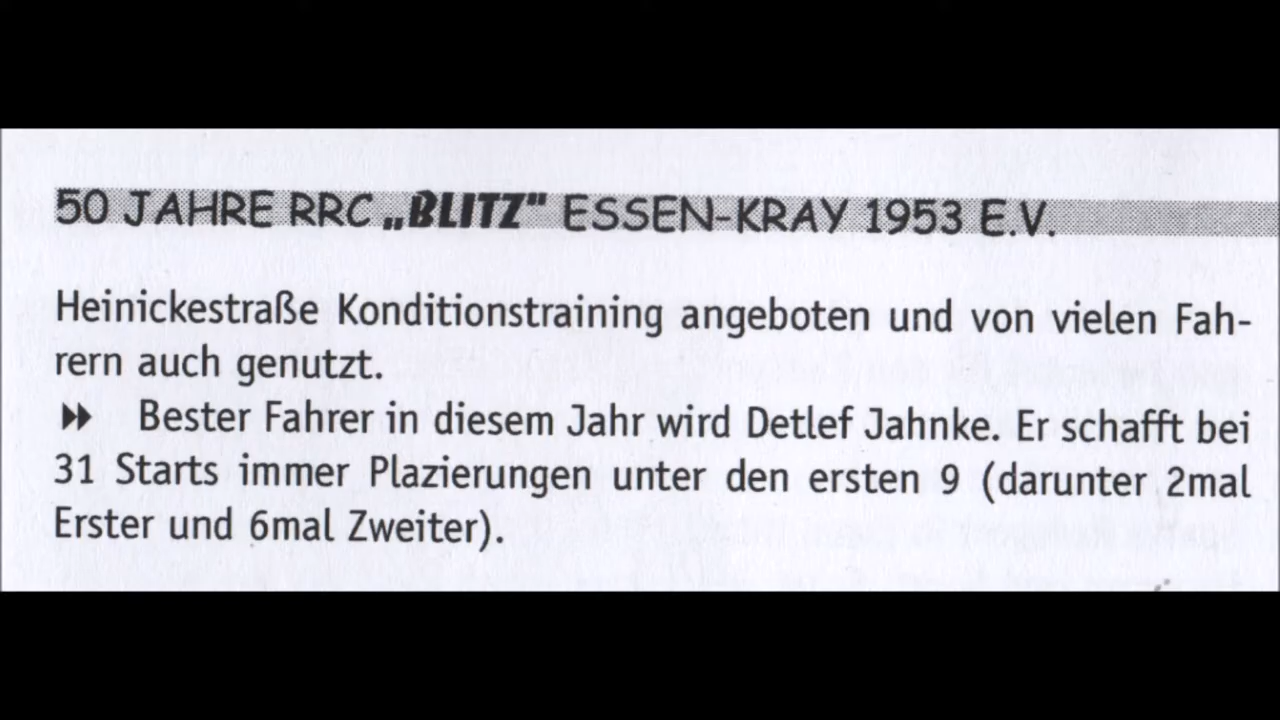 50 JAHRE RRC „BLITZ" ESSEN-KRAY 1953 E.V.
Heinickestraße Konditionstraining angeboten und von vielen Fah-
rern auch genutzt.
Bester Fahrer in diesem Jahr wird Detlef Jahnke. Er schafft bei
31 Starts immer Plazierungen unter den ersten 9 (darunter 2mal
Erster und 6mal Zweiter).